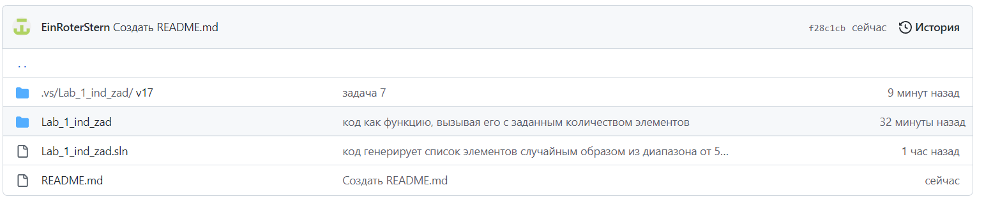 EinRoterStern Создать README.md f28c1cb сейчас История
. .
.vs/Lab_1_ind_zad/ v17 задача 7 9 минут назад
Lab_1_ind_zad код как функцию, вызывая его с заданным количеством элементов 32 минуты назад
Lab_1_ind_zad.sln код генерирует список элементов случайным образом из диапазона от 5... 1 час назад
README.md Создать README.md сейчас